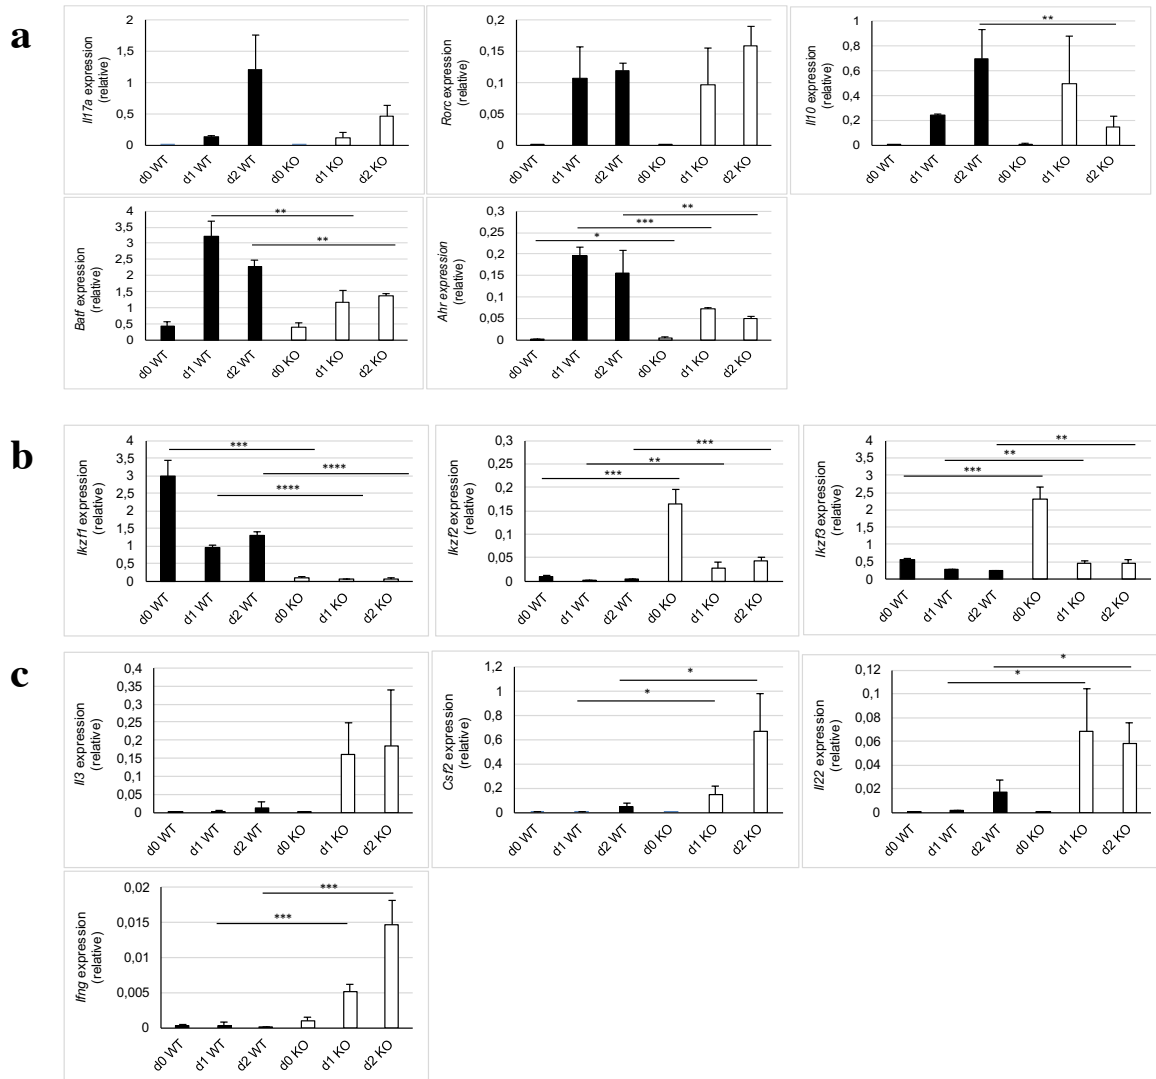 a
Il17a expression
(relative)
2
1,5
1
0,5
0
d0 WT
d1 WT
d2 WT
d0 KO
d1 KO
d2 KO
Rorc expression
(relative)
0,2
0,15
0,1
0,05
0
d0 WT
d1 WT
d2 WT
d0 KO
d1 KO
d2 KO
Il10 expression
(relative)
1
0,8
0,6
0,4
0,2
0
**
d0 WT
d1 WT
d2 WT
d0 KO
d1 KO
d2 KO
Batf expression
(relative)
4
3,5
3
2,5
2
1,5
1
0,5
0
**
**
d0 WT
d1 WT
d2 WT
d0 KO
d1 KO
d2 KO
Ahr expression
(relative)
0,3
0,25
0,2
0,15
0,1
0,05
0
**
***
*
d0 WT
d1 WT
d2 WT
d0 KO
d1 KO
d2 KO
b
Ikzf1 expression
(relative)
4
3,5
3
2,5
2
1,5
1
0,5
0
***
****
****
d0 WT
d1 WT
d2 WT
d0 KO
d1 KO
d2 KO
Ikzf2 expression
(relative)
0,3
0,25
0,2
0,15
0,1
0,05
0
***
**
***
d0 WT
d1 WT
d2 WT
d0 KO
d1 KO
d2 KO
Ikzf3 expression
(relative)
4
3,5
3
2,5
2
1,5
1
0,5
0
**
**
***
d0 WT
d1 WT
d2 WT
d0 KO
d1 KO
d2 KO
c
Il3 expression
(relative)
0,4
0,35
0,3
0,25
0,2
0,15
0,1
0,05
0
d0 WT
d1 WT
d2 WT
d0 KO
d1 KO
d2 KO
Csf2 expression
(relative)
1,2
1
0,8
0,6
0,4
0,2
0
*
*
d0 WT
d1 WT
d2 WT
d0 KO
d1 KO
d2 KO
Il22 expression
(relative)
0,12
0,1
0,08
0,06
0,04
0,02
0
*
*
d0 WT
d1 WT
d2 WT
d0 KO
d1 KO
d2 KO
Ifng expression
(relative)
0,02
0,015
0,01
0,005
0
***
***
d0 WT
d1 WT
d2 WT
d0 KO
d1 KO
d2 KO